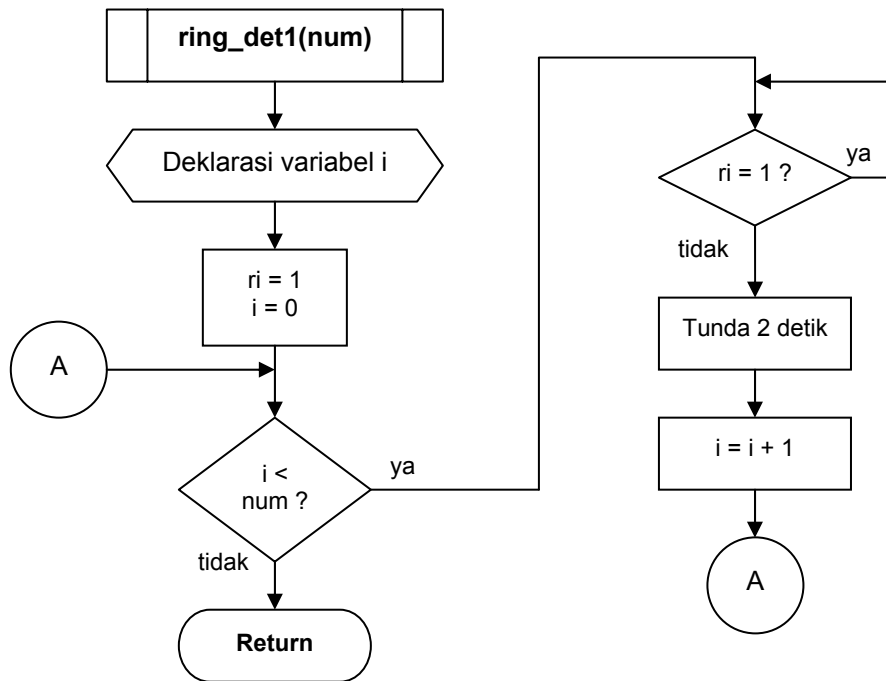 ring_det1(num)
Deklarasi variabel i
ri = 1
i = 0
A
i <
num ?
ya
tidak
Return
ri = 1 ?
ya
tidak
Tunda 2 detik
i = i + 1
A